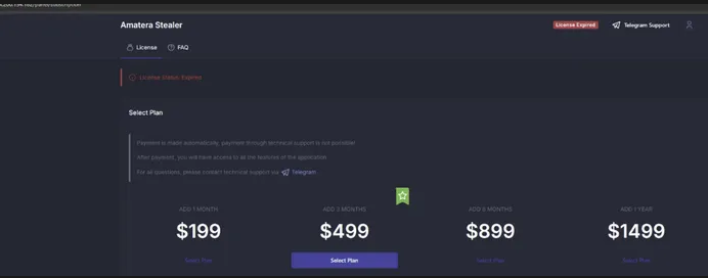 Amatera Stealer
License Expired
Telegram Support
License
FAQ
License Status: Expired
Select Plan
Payment is made automatically, payment through technical support is not possible
After payment, you will have access to all the features of the application
For all questions, please contact technical support via Telegram
ADD 1 MONTH
ADD 3 MONTHS
ADD 6 MONTHS
ADD 1 YEAR
$199
$499
$899
$1499
Select Plan
Select Plan
Select Plan
Select Plan